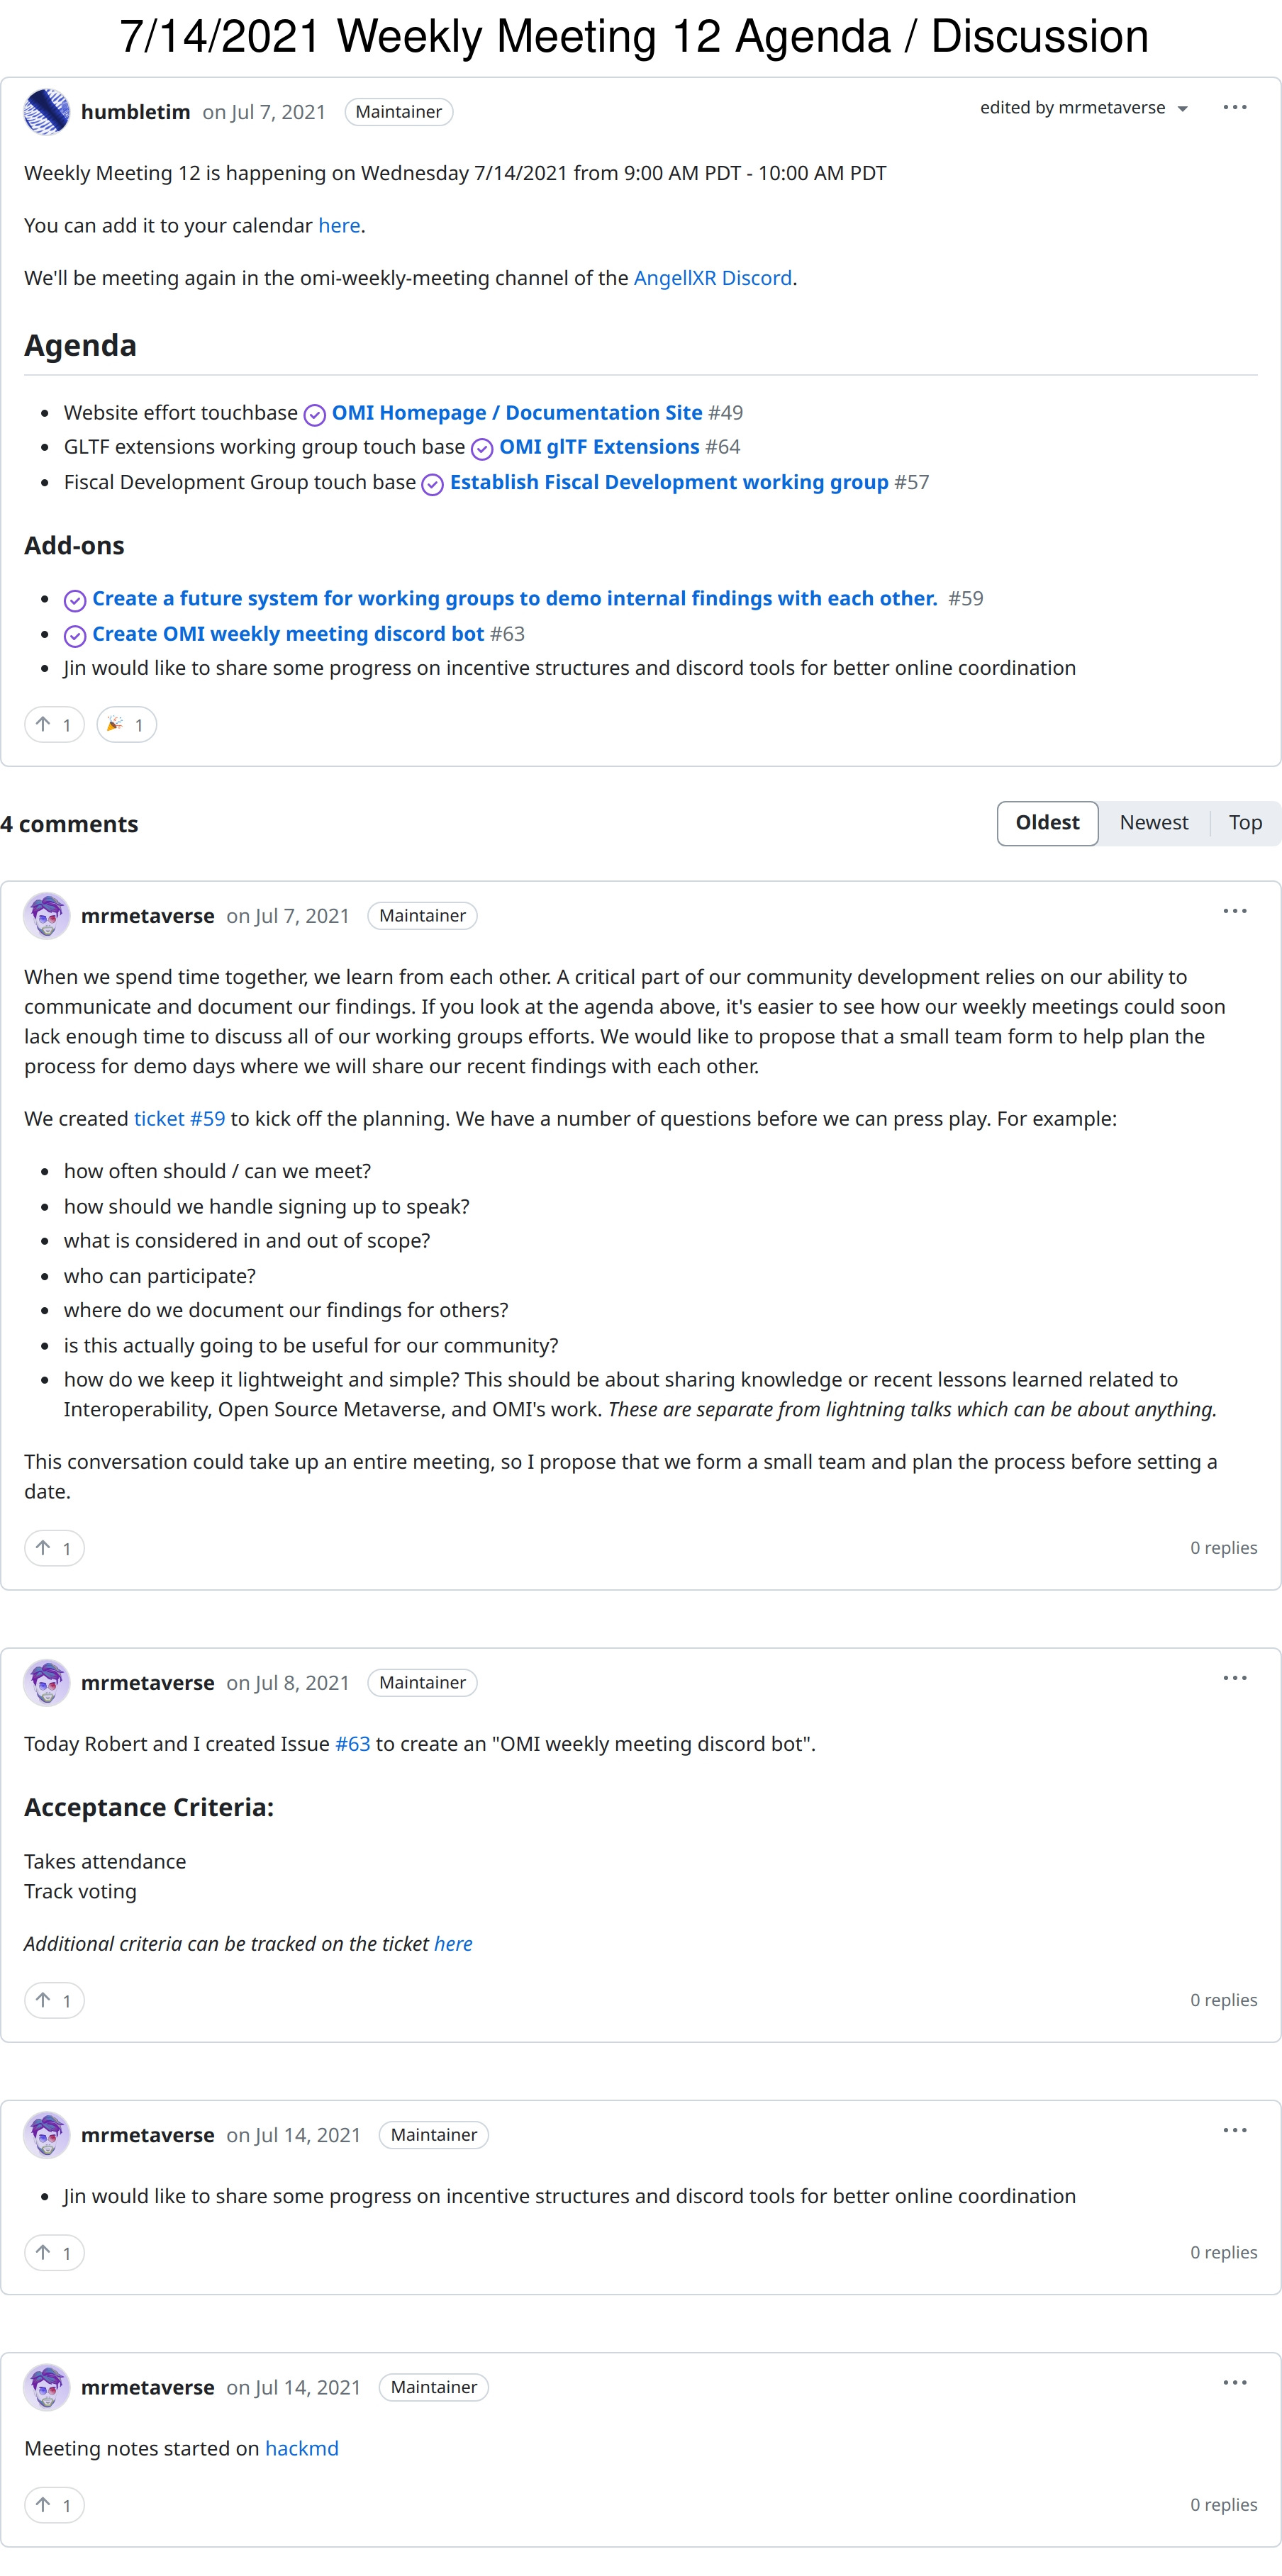 7/14/2021 Weekly Meeting 12 Agenda / Discussion
humbletim on Jul 7, 2021 Maintainer edited by mrmetaverse
Weekly Meeting 12 is happening on Wednesday 7/14/2021 from 9:00 AM PDT - 10:00 AM PDT
You can add it to your calendar here.
We'll be meeting again in the omi-weekly-meeting channel of the AngellXR Discord.
Agenda
• Website effort touchbase OMI Homepage / Documentation Site #49
• GLTF extensions working group touch base OMI glTF Extensions #64
• Fiscal Development Group touch base Establish Fiscal Development working group #57
Add-ons
• Create a future system for working groups to demo internal findings with each other. #59
• Create OMI weekly meeting discord bot #63
• Jin would like to share some progress on incentive structures and discord tools for better online coordination
↑ 1 🎉 1
4 comments Oldest Newest Top
mrmetaverse on Jul 7, 2021 Maintainer
When we spend time together, we learn from each other. A critical part of our community development relies on our ability to
communicate and document our findings. If you look at the agenda above, it's easier to see how our weekly meetings could soon
lack enough time to discuss all of our working groups efforts. We would like to propose that a small team form to help plan the
process for demo days where we will share our recent findings with each other.
We created ticket #59 to kick off the planning. We have a number of questions before we can press play. For example:
• how often should / can we meet?
• how should we handle signing up to speak?
• what is considered in and out of scope?
• who can participate?
• where do we document our findings for others?
• is this actually going to be useful for our community?
• how do we keep it lightweight and simple? This should be about sharing knowledge or recent lessons learned related to
Interoperability, Open Source Metaverse, and OMI's work. These are separate from lightning talks which can be about anything.
This conversation could take up an entire meeting, so I propose that we form a small team and plan the process before setting a
date.
↑ 1 0 replies
mrmetaverse on Jul 8, 2021 Maintainer
Today Robert and I created Issue #63 to create an "OMI weekly meeting discord bot".
Acceptance Criteria:
Takes attendance
Track voting
Additional criteria can be tracked on the ticket here
↑ 1 0 replies
mrmetaverse on Jul 14, 2021 Maintainer
• Jin would like to share some progress on incentive structures and discord tools for better online coordination
↑ 1 0 replies
mrmetaverse on Jul 14, 2021 Maintainer
Meeting notes started on hackmd
↑ 1 0 replies